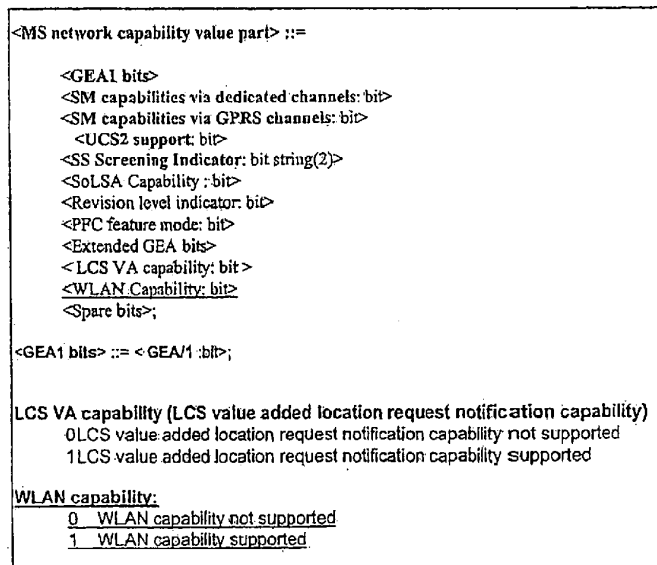 <MS network capability value part> ::=
<GEA1 bits>
<SM capabilities via dedicated channels: bit>
<SM capabilities via GPRS channels: bit>
<UCS2 support: bit>
<SS Screening Indicator: bit string(2)>
<SoLSA Capability : bit>
<Revision level indicator: bit>
<PFC feature mode: bit>
<Extended GEA bits>
< LCS VA capability: bit >
<WLAN Capability: bit>
<Spare bits>;
<GEA1 bits> ::= < GEA/1 :bit>;
LCS VA capability (LCS value added location request notification capability)
0LCS value added location request notification capability not supported
1LCS value added location request notification capability supported
WLAN capability:
0 WLAN capability not supported
1 WLAN capability supported